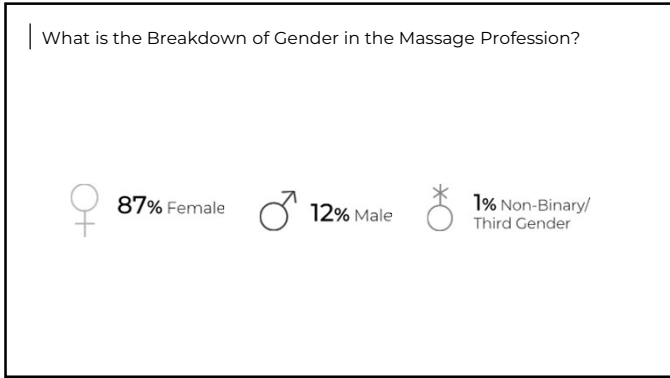 What is the Breakdown of Gender in the Massage Profession?
87% Female
12% Male
1% Non-Binary/
Third Gender